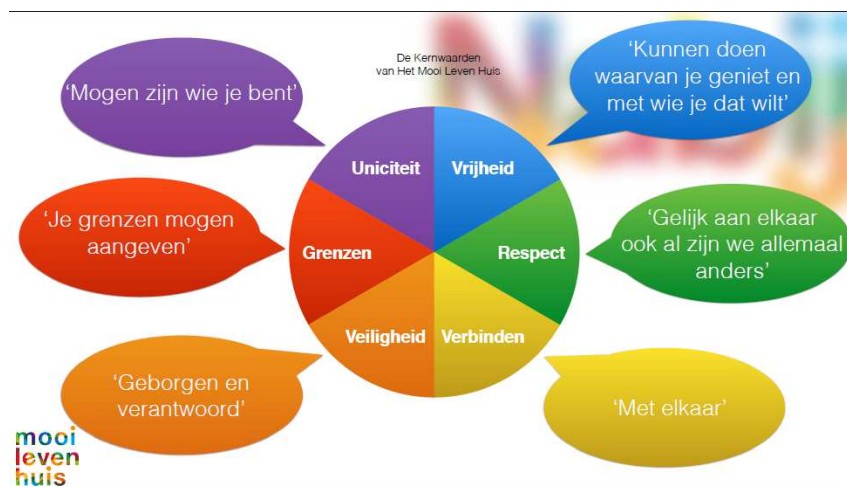 De Kernwaarden
van Het Mooi Leven Huis
‘Mogen zijn wie je bent’
‘Kunnen doen
waarvan je geniet en
met wie je dat wilt’
Uniciteit
Vrijheid
‘Je grenzen mogen
aangeven’
Grenzen
Respect
‘Gelijk aan elkaar
ook al zijn we allemaal
anders’
Veiligheid
Verbinden
‘Geborgen en
verantwoord’
‘Met elkaar’
mooi
leven
huis